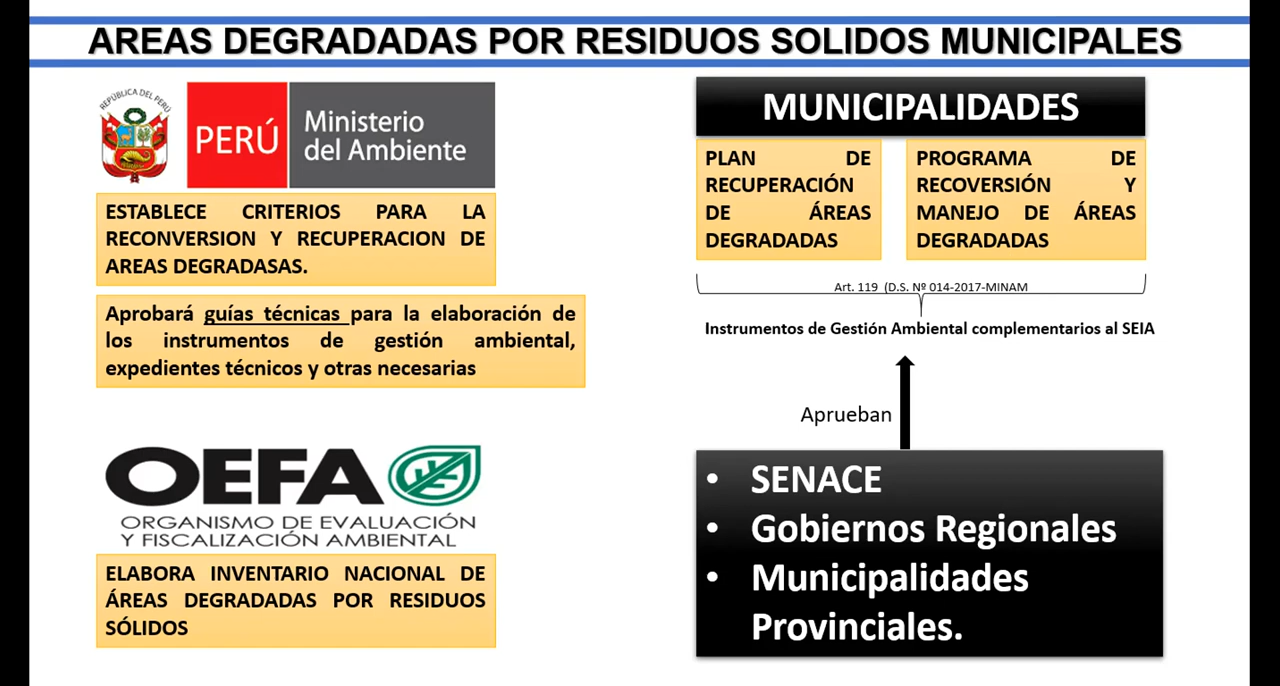 AREAS DEGRADADAS POR RESIDUOS SOLIDOS MUNICIPALES
REPÚBLICA DEL PERÚ
PERÚ
Ministerio
del Ambiente
ESTABLECE CRITERIOS PARA LA
RECONVERSION Y RECUPERACION DE
AREAS DEGRADASAS.
Aprobará guías técnicas para la elaboración de
los instrumentos de gestión ambiental,
expedientes técnicos y otras necesarias
OEFA
ORGANISMO DE EVALUACIÓN
Y FISCALIZACIÓN AMBIENTAL
ELABORA INVENTARIO NACIONAL DE
ÁREAS DEGRADADAS POR RESIDUOS
SÓLIDOS
MUNICIPALIDADES
PLAN DE
RECUPERACIÓN
DE ÁREAS
DEGRADADAS
PROGRAMA DE
RECOVERSIÓN Y
MANEJO DE ÁREAS
DEGRADADAS
Art. 119 (D.S. Nº 014-2017-MINAM
Instrumentos de Gestión Ambiental complementarios al SEIA
Aprueban
• SENACE
• Gobiernos Regionales
• Municipalidades
Provinciales.